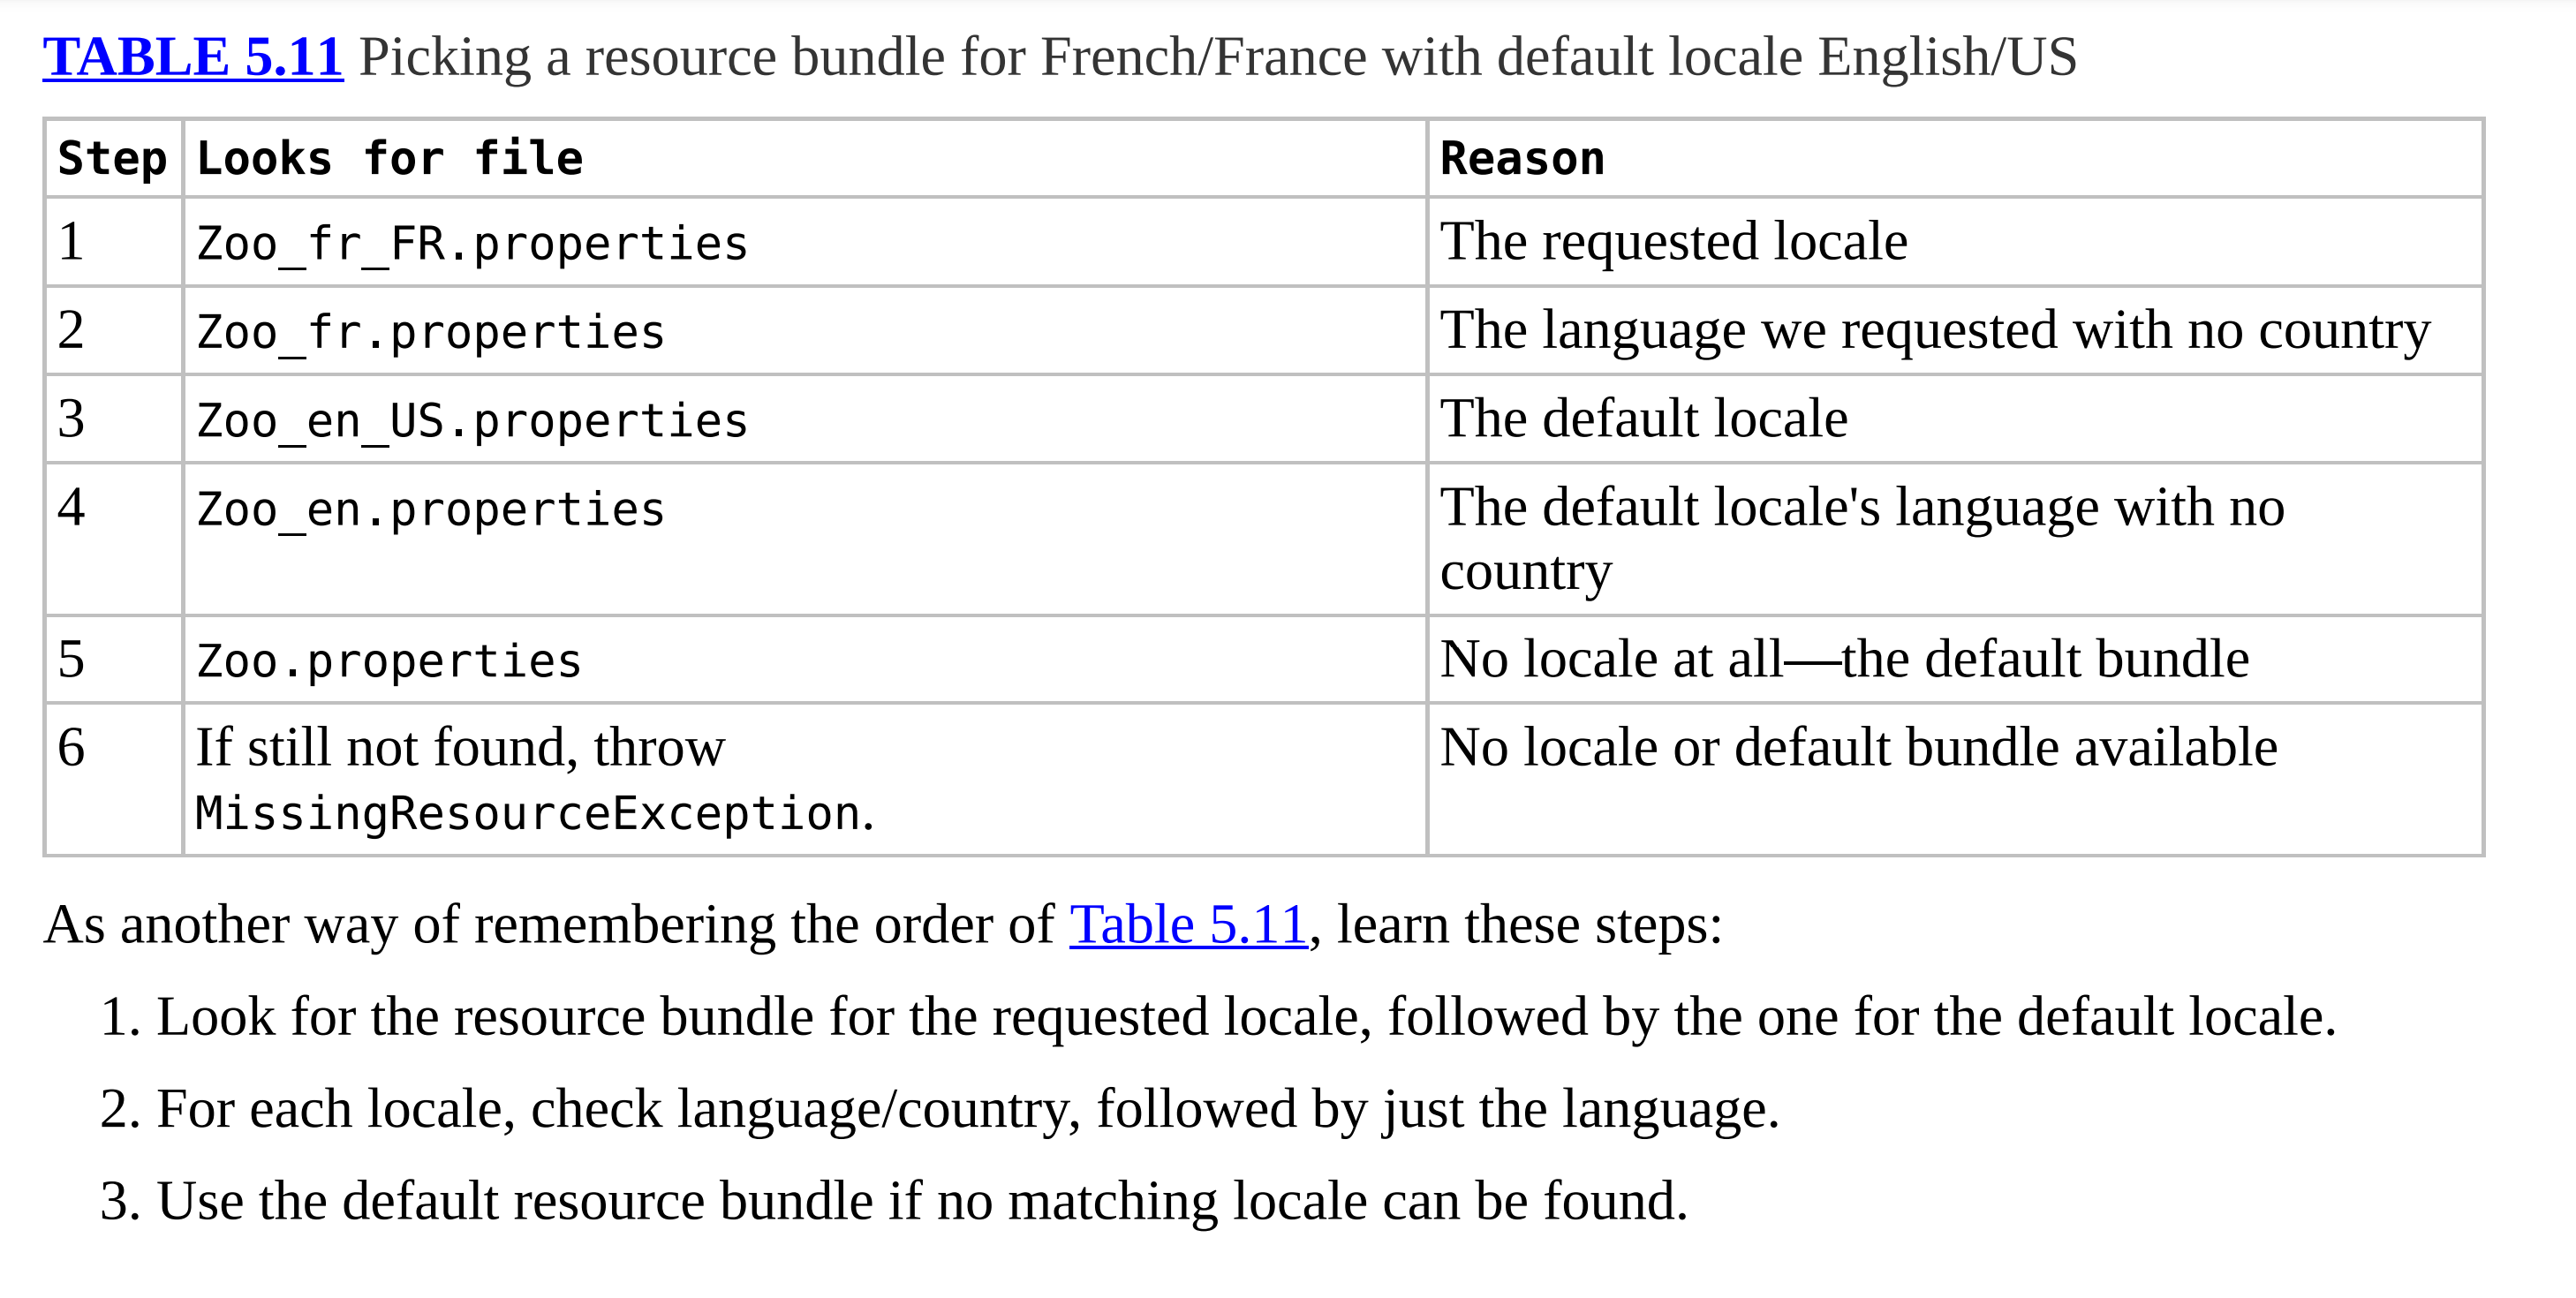 TABLE 5.11 Picking a resource bundle for French/France with default locale English/US
Step Looks for file Reason
1 Zoo_fr_FR.properties The requested locale
2 Zoo_fr.properties The language we requested with no country
3 Zoo_en_US.properties The default locale
4 Zoo_en.properties The default locale's language with no
country
5 Zoo.properties No locale at all—the default bundle
6 If still not found, throw No locale or default bundle available
MissingResourceException.
As another way of remembering the order of Table 5.11, learn these steps:
1. Look for the resource bundle for the requested locale, followed by the one for the default locale.
2. For each locale, check language/country, followed by just the language.
3. Use the default resource bundle if no matching locale can be found.